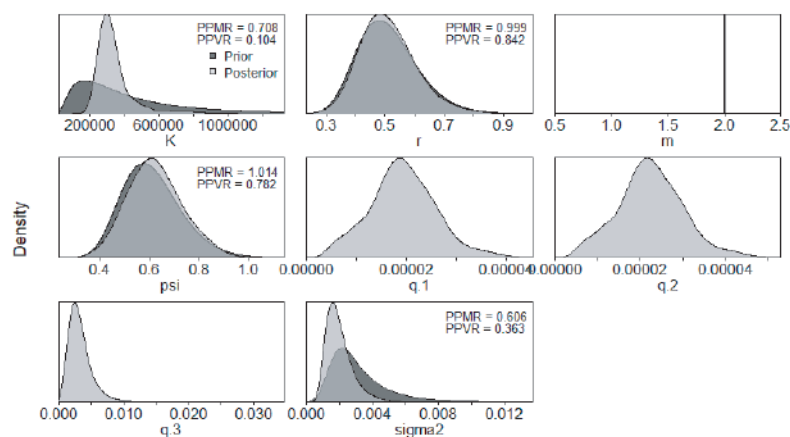 PPMR = 0.708
PPVR = 0.104
Prior
Posterior
200000 600000 1000000
K
PPMR = 0.999
PPVR = 0.842
0.3 0.5 0.7 0.9
r
0.5 1.0 1.5 2.0 2.5
m
Density
PPMR = 1.014
PPVR = 0.782
0.4 0.6 0.8 1.0
psi
0.00000 0.00002 0.00004
q.1
0.00000 0.00002 0.00004
q.2
0.000 0.010 0.020 0.030
q.3
PPMR = 0.606
PPVR = 0.363
0.000 0.004 0.008 0.012
sigma2